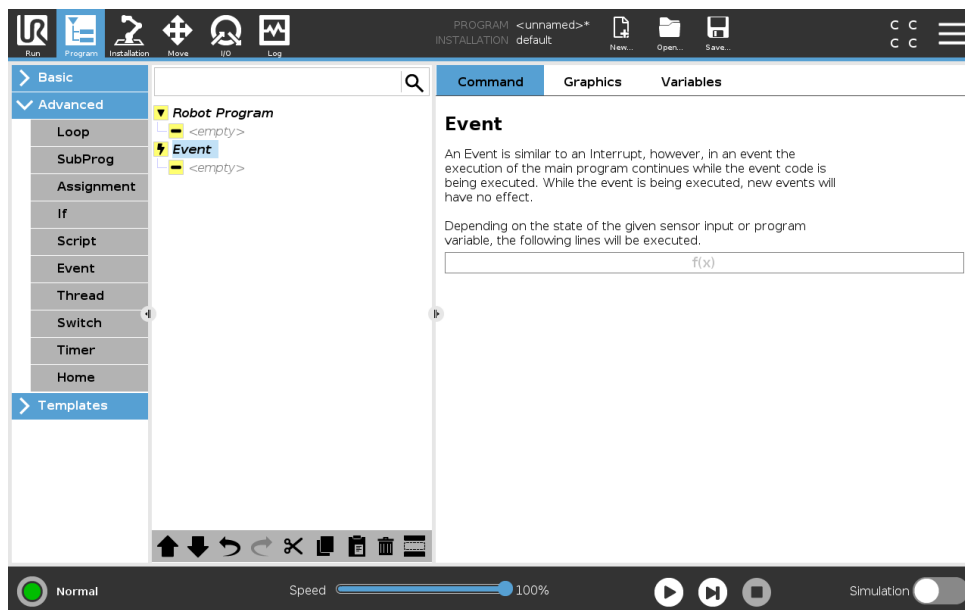 UR
PROGRAM <unnamed>*
INSTALLATION default
Run
Program
Installation
Move
I/O
Log
New...
Open...
Save...
C C
C C
Basic
Advanced
Loop
SubProg
Assignment
If
Script
Event
Thread
Switch
Timer
Home
Templates
Robot Program
<empty>
Event
<empty>
Command
Graphics
Variables
Event
An Event is similar to an Interrupt, however, in an event the
execution of the main program continues while the event code is
being executed. While the event is being executed, new events will
have no effect.
Depending on the state of the given sensor input or program
variable, the following lines will be executed.
f(x)
Normal
Speed
100%
Simulation